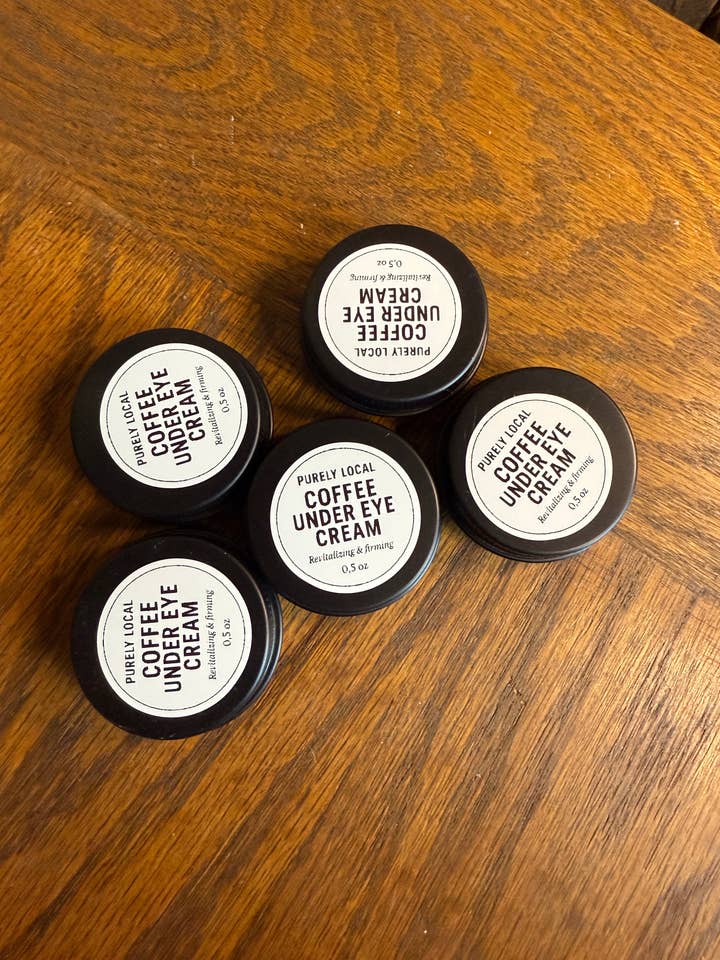 PURELY LOCAL
COFFEE
UNDER EYE
CREAM
Revitalizing & firming
0,5 oz
PURELY LOCAL
COFFEE
UNDER EYE
CREAM
Revitalizing & firming
0,5 oz
PURELY LOCAL
COFFEE
UNDER EYE
CREAM
Revitalizing & firming
0,5 oz
PURELY LOCAL
COFFEE
UNDER EYE
CREAM
Revitalizing & firming
0,5 oz
PURELY LOCAL
COFFEE
UNDER EYE
CREAM
Revitalizing & firming
0,5 oz